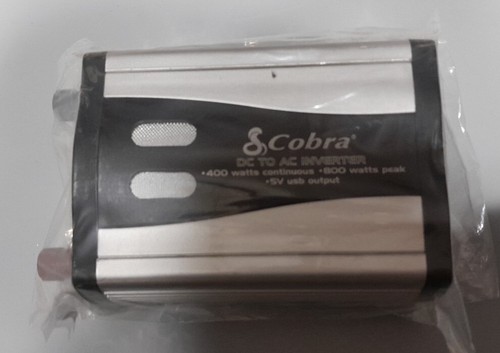 Cobra®
DC TO AC INVERTER
•400 watts continuous •800 watts peak
•5V usb output